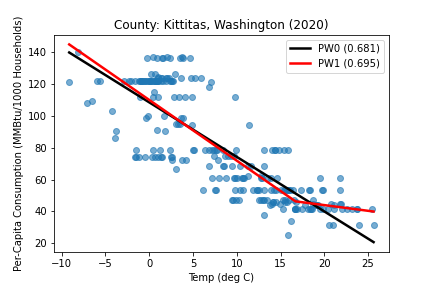 County: Kittitas, Washington (2020)
Per-Capita Consumption (MMBtu/1000 Households)
140
120
100
80
60
40
20
PW0 (0.681)
PW1 (0.695)
−10 −5 0 5 10 15 20 25
Temp (deg C)